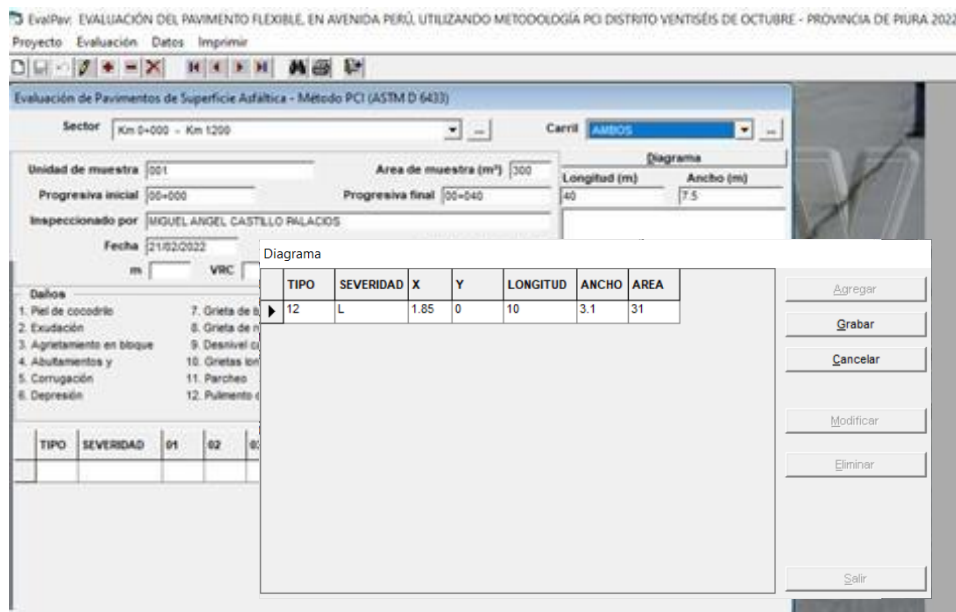 EvalPav: EVALUACIÓN DEL PAVIMENTO FLEXIBLE, EN AVENIDA PERÚ, UTILIZANDO METODOLOGÍA PCI DISTRITO VENTISÉIS DE OCTUBRE - PROVINCIA DE PIURA 2022
Proyecto Evaluación Datos Imprimir
Evaluación de Pavimentos de Superficie Asfáltica - Método PCI (ASTM D 6433)
Sector Km 0+000 - Km 1200 ... Carril AMBOS ...
Diagrama
Unidad de muestra 001 Area de muestra (m²) 300 Longitud (m) Ancho (m)
Progresiva inicial 00+000 Progresiva final 00+040 40 7.5
Inspeccionado por MIGUEL ANGEL CASTILLO PALACIOS
Fecha 21/02/2022
m VRC
Diagrama
TIPO SEVERIDAD X Y LONGITUD ANCHO AREA
12 L 1.85 0 10 3.1 31
Agregar
Grabar
Cancelar
Modificar
Eliminar
Salir
Daños
1. Piel de cocodrilo 7. Grieta de b
2. Exudación 8. Grieta de
3. Agrietamiento en bloque 9. Desnivel
4. Abultamientos y 10. Grietas
5. Corrugación 11. Parcheo
6. Depresión 12. Pulimento
TIPO SEVERIDAD 01 02